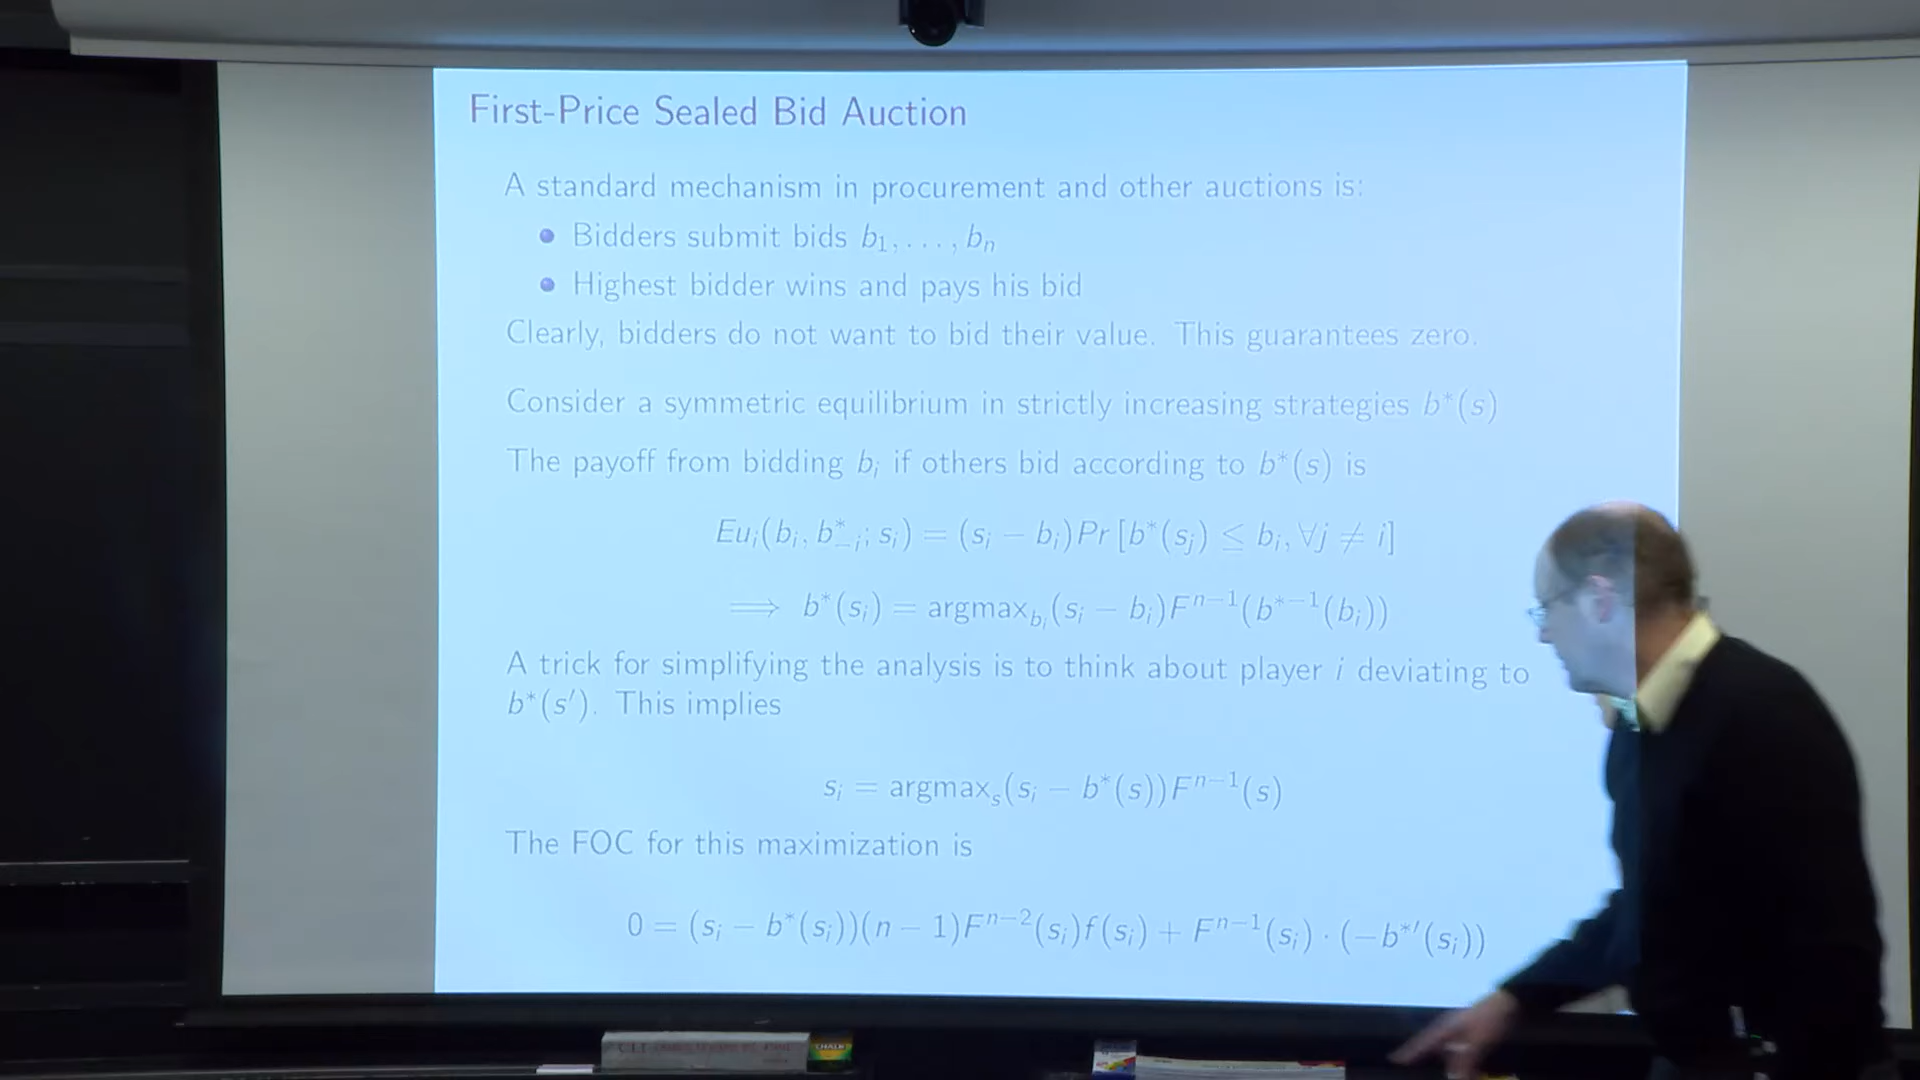 First-Price Sealed Bid Auction
A standard mechanism in procurement and other auctions is:
• Bidders submit bids b₁, . . . , bₙ
• Highest bidder wins and pays his bid
Clearly, bidders do not want to bid their value. This guarantees zero.
Consider a symmetric equilibrium in strictly increasing strategies b*(s)
The payoff from bidding bᵢ if others bid according to b*(s) is
Euᵢ(bᵢ, b*₋ᵢ; sᵢ) = (sᵢ − bᵢ)Pr [b*(sⱼ) ≤ bᵢ, ∀j ≠ i]
⟹ b*(sᵢ) = argmax_{bᵢ}(sᵢ − bᵢ)Fⁿ⁻¹(b*⁻¹(bᵢ))
A trick for simplifying the analysis is to think about player i deviating to
b*(s′). This implies
sᵢ = argmaxₛ(sᵢ − b*(s))Fⁿ⁻¹(s)
The FOC for this maximization is
0 = (sᵢ − b*(sᵢ))(n − 1)Fⁿ⁻²(sᵢ)f(sᵢ) + Fⁿ⁻¹(sᵢ) · (−b*′(sᵢ))
CHALK